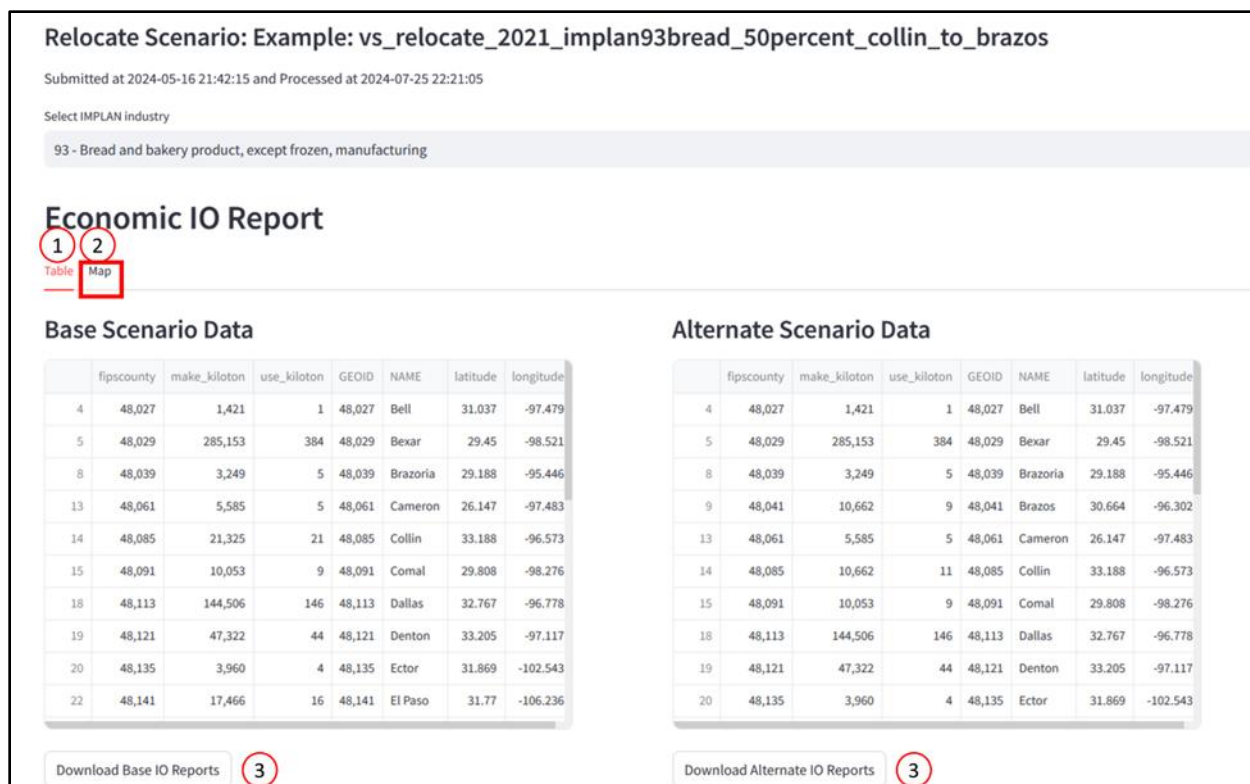 Relocate Scenario: Example: vs_relocate_2021_implan93bread_50percent_collin_to_brazos
Submitted at 2024-05-16 21:42:15 and Processed at 2024-07-25 22:21:05
Select IMPLAN industry
93 - Bread and bakery product, except frozen, manufacturing
Economic IO Report
1 2
Table Map
Base Scenario Data
fipscounty make_kiloton use_kiloton GEOID NAME latitude longitude
4 48,027 1,421 1 48,027 Bell 31.037 -97.479
5 48,029 285,153 384 48,029 Bexar 29.45 -98.521
8 48,039 3,249 5 48,039 Brazoria 29.188 -95.446
13 48,061 5,585 5 48,061 Cameron 26.147 -97.483
14 48,085 21,325 21 48,085 Collin 33.188 -96.573
15 48,091 10,053 9 48,091 Comal 29.808 -98.276
18 48,113 144,506 146 48,113 Dallas 32.767 -96.778
19 48,121 47,322 44 48,121 Denton 33.205 -97.117
20 48,135 3,960 4 48,135 Ector 31.869 -102.543
22 48,141 17,466 16 48,141 El Paso 31.77 -106.236
Download Base IO Reports 3
Alternate Scenario Data
fipscounty make_kiloton use_kiloton GEOID NAME latitude longitude
4 48,027 1,421 1 48,027 Bell 31.037 -97.479
5 48,029 285,153 384 48,029 Bexar 29.45 -98.521
8 48,039 3,249 5 48,039 Brazoria 29.188 -95.446
9 48,041 10,662 9 48,041 Brazos 30.664 -96.302
13 48,061 5,585 5 48,061 Cameron 26.147 -97.483
14 48,085 10,662 11 48,085 Collin 33.188 -96.573
15 48,091 10,053 9 48,091 Comal 29.808 -98.276
18 48,113 144,506 146 48,113 Dallas 32.767 -96.778
19 48,121 47,322 44 48,121 Denton 33.205 -97.117
20 48,135 3,960 4 48,135 Ector 31.869 -102.543
Download Alternate IO Reports 3